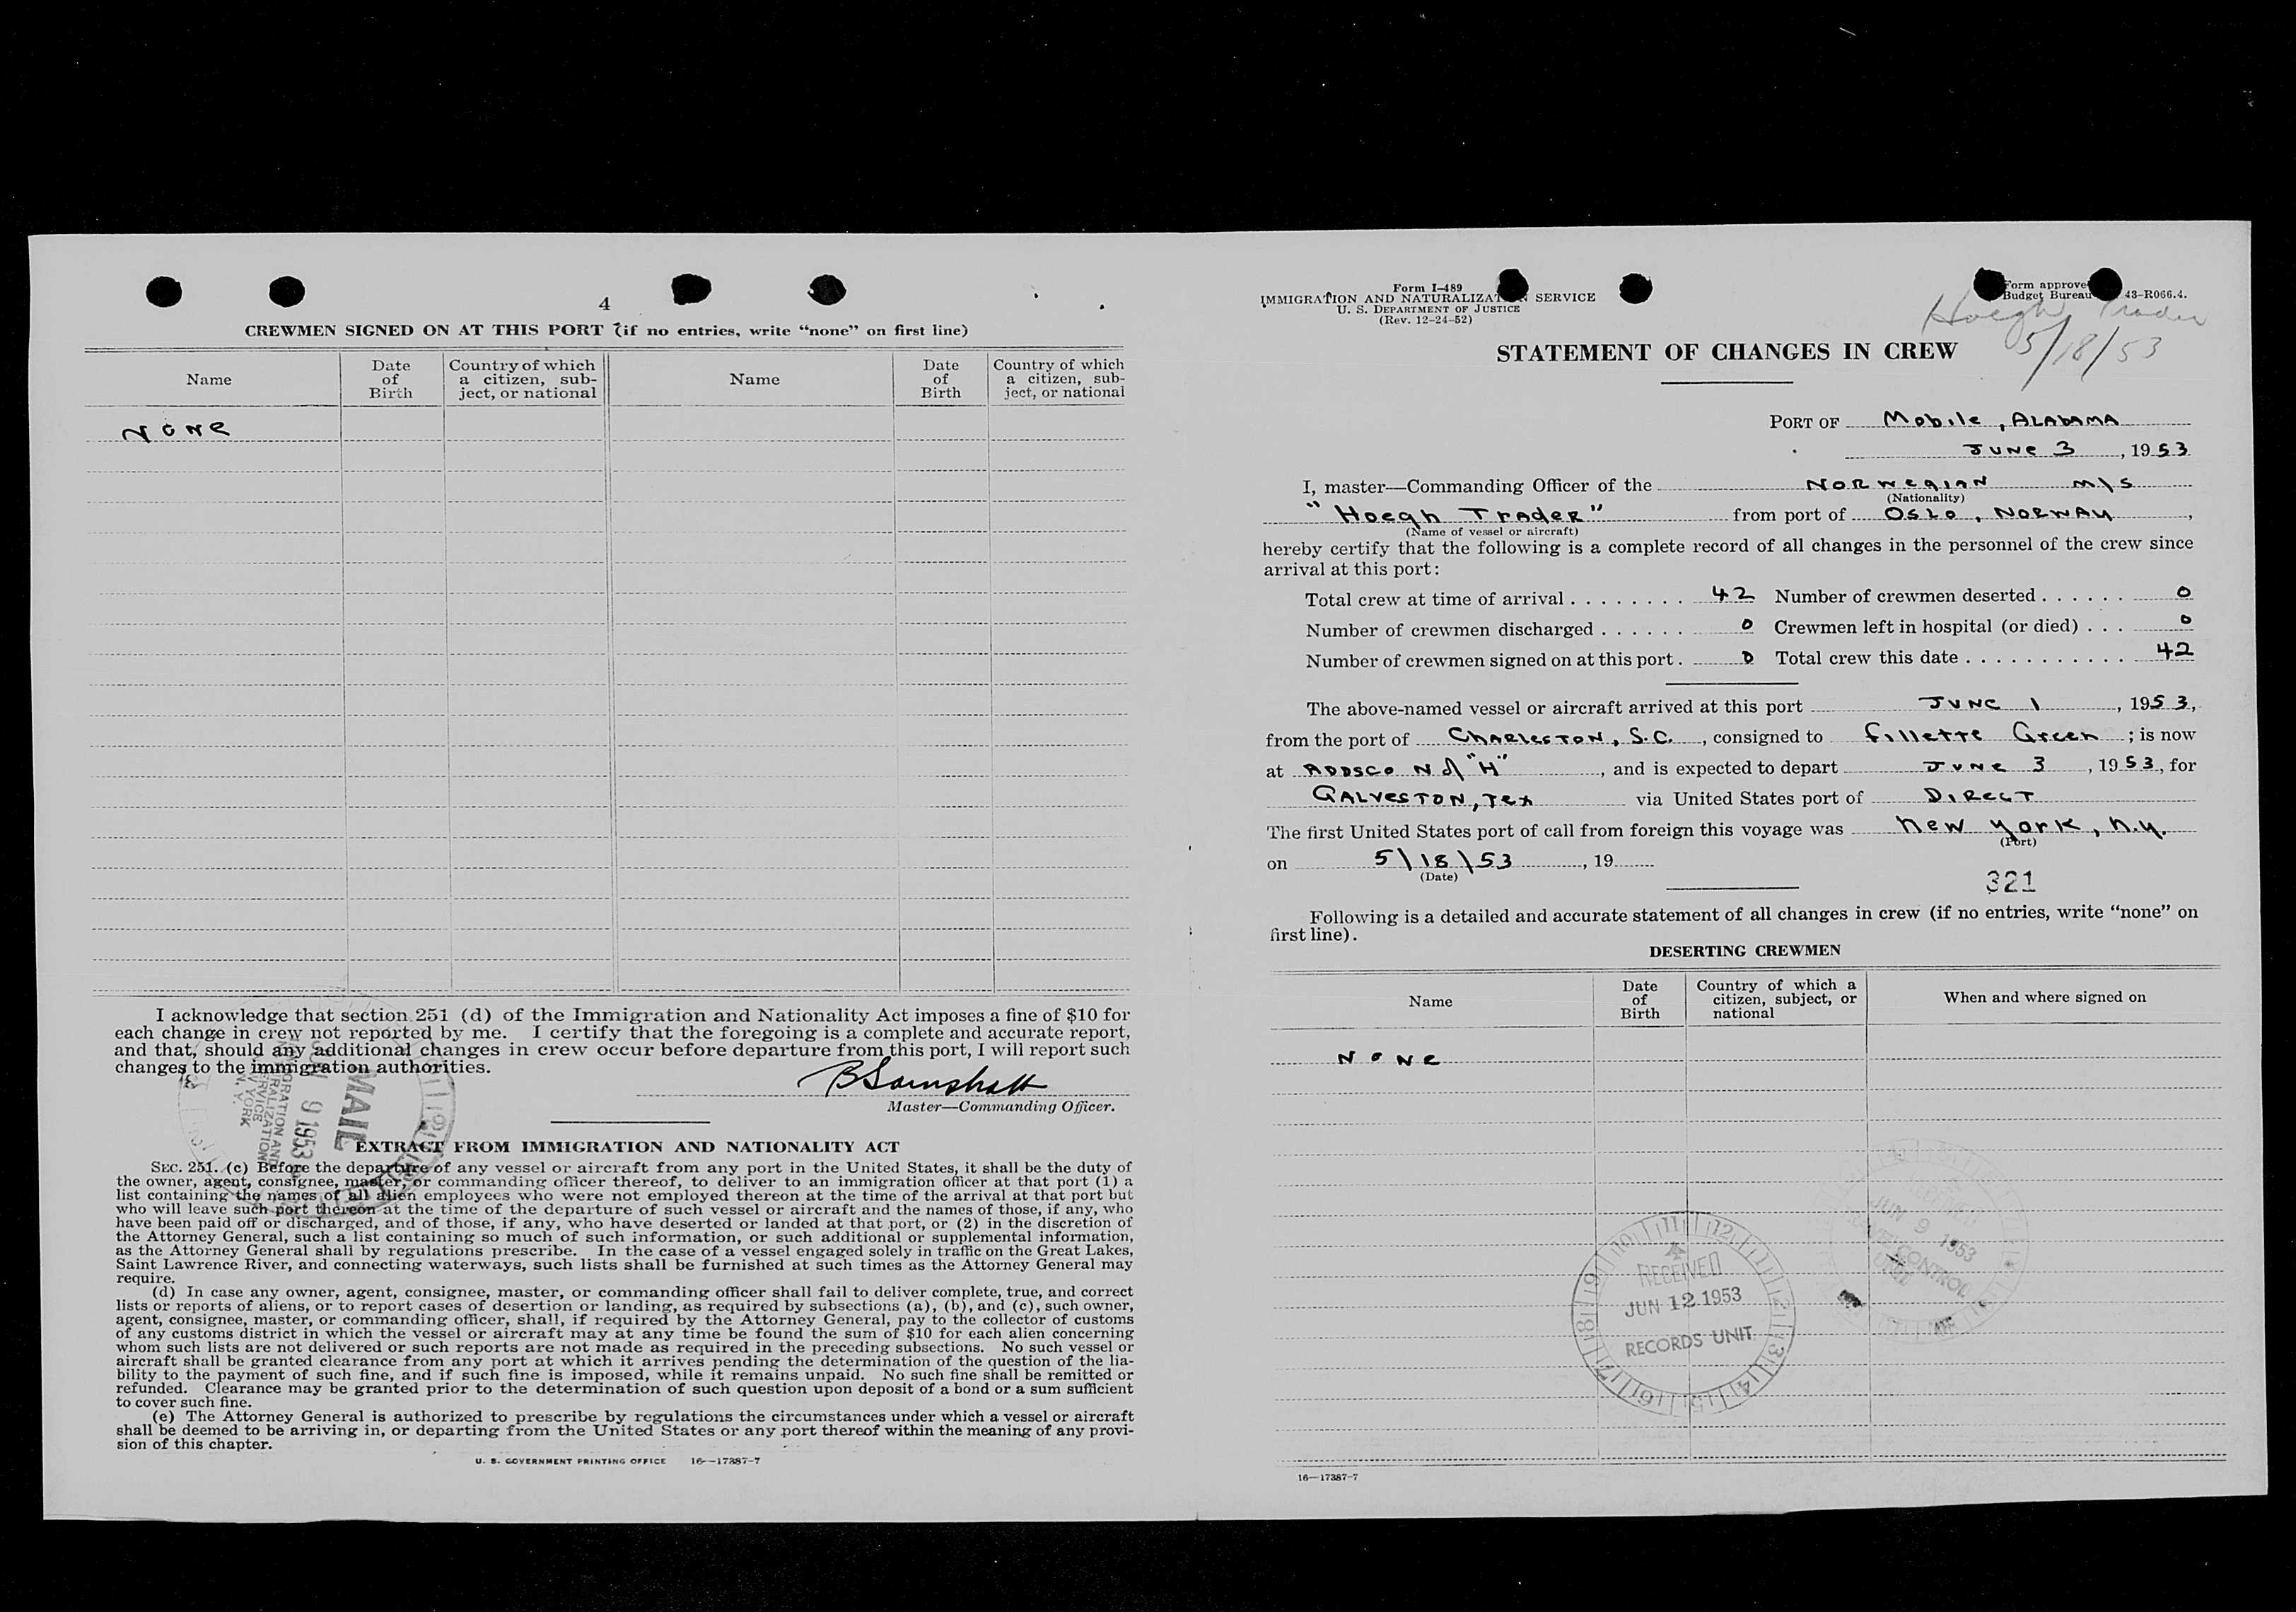 4
CREWMEN SIGNED ON AT THIS PORT (if no entries, write “none” on first line)
Name
Date of Birth
Country of which a citizen, sub-ject, or national
Name
Date of Birth
Country of which a citizen, sub-ject, or national
NONE
I acknowledge that section 251 (d) of the Immigration and Nationality Act imposes a fine of $10 for
each change in crew not reported by me. I certify that the foregoing is a complete and accurate report,
and that, should any additional changes in crew occur before departure from this port, I will report such
changes to the immigration authorities.
Master—Commanding Officer.
MAIL
JUN 9 1953
IMMIGRATION AND
NATURALIZATION
SERVICE
NEW YORK
N. Y.
EXTRACT FROM IMMIGRATION AND NATIONALITY ACT
SEC. 251. (c) Before the departure of any vessel or aircraft from any port in the United States, it shall be the duty of
the owner, agent, consignee, master, or commanding officer thereof, to deliver to an immigration officer at that port (1) a
list containing the names of all alien employees who were not employed thereon at the time of the arrival at that port but
who will leave such port thereon at the time of the departure of such vessel or aircraft and the names of those, if any, who
have been paid off or discharged, and of those, if any, who have deserted or landed at that port, or (2) in the discretion of
the Attorney General, such a list containing so much of such information, or such additional or supplemental information,
as the Attorney General shall by regulations prescribe. In the case of a vessel engaged solely in traffic on the Great Lakes,
Saint Lawrence River, and connecting waterways, such lists shall be furnished at such times as the Attorney General may
require.
(d) In case any owner, agent, consignee, master, or commanding officer shall fail to deliver complete, true, and correct
lists or reports of aliens, or to report cases of desertion or landing, as required by subsections (a), (b), and (c), such owner,
agent, consignee, master, or commanding officer, shall, if required by the Attorney General, pay to the collector of customs
of any customs district in which the vessel or aircraft may at any time be found the sum of $10 for each alien concerning
whom such lists are not delivered or such reports are not made as required in the preceding subsections. No such vessel or
aircraft shall be granted clearance from any port at which it arrives pending the determination of the question of the lia-
bility to the payment of such fine, and if such fine is imposed, while it remains unpaid. No such fine shall be remitted or
refunded. Clearance may be granted prior to the determination of such question upon deposit of a bond or a sum sufficient
to cover such fine.
(e) The Attorney General is authorized to prescribe by regulations the circumstances under which a vessel or aircraft
shall be deemed to be arriving in, or departing from the United States or any port thereof within the meaning of any provi-
sion of this chapter.
U. S. GOVERNMENT PRINTING OFFICE 16—17387-7
Form I-489
IMMIGRATION AND NATURALIZATION SERVICE
U. S. DEPARTMENT OF JUSTICE
(Rev. 12-24-52)
Form approve
Budget Bureau 43-R066.4.
Hoegh Trader
5/18/53
STATEMENT OF CHANGES IN CREW
PORT OF Mobile, ALABAMA
JUNE 3, 1953
I, master—Commanding Officer of the NORWEGIAN M/S
(Nationality)
"Hoegh Trader" from port of OSLO, NORWAY,
(Name of vessel or aircraft)
hereby certify that the following is a complete record of all changes in the personnel of the crew since
arrival at this port:
Total crew at time of arrival . . . . . . . . 42 Number of crewmen deserted . . . . . . 0
Number of crewmen discharged . . . . . . 0 Crewmen left in hospital (or died) . . . 0
Number of crewmen signed on at this port . 0 Total crew this date . . . . . . . . . . . 42
The above-named vessel or aircraft arrived at this port JUNE 1, 1953,
from the port of CHARLESTON, S.C., consigned to Fillette Green; is now
at ADDSCO N of "H", and is expected to depart JUNE 3, 1953, for
GALVESTON, TEX via United States port of DIRECT
The first United States port of call from foreign this voyage was New York, N.Y.
(Port)
on 5/18/53, 19
(Date)
321
Following is a detailed and accurate statement of all changes in crew (if no entries, write “none” on
first line).
DESERTING CREWMEN
Name
Date of Birth
Country of which a citizen, subject, or national
When and where signed on
NONE
RECEIVED
JUN 12 1953
RECORDS UNIT
JUN 9 1953
CONTROL
16—17387-7